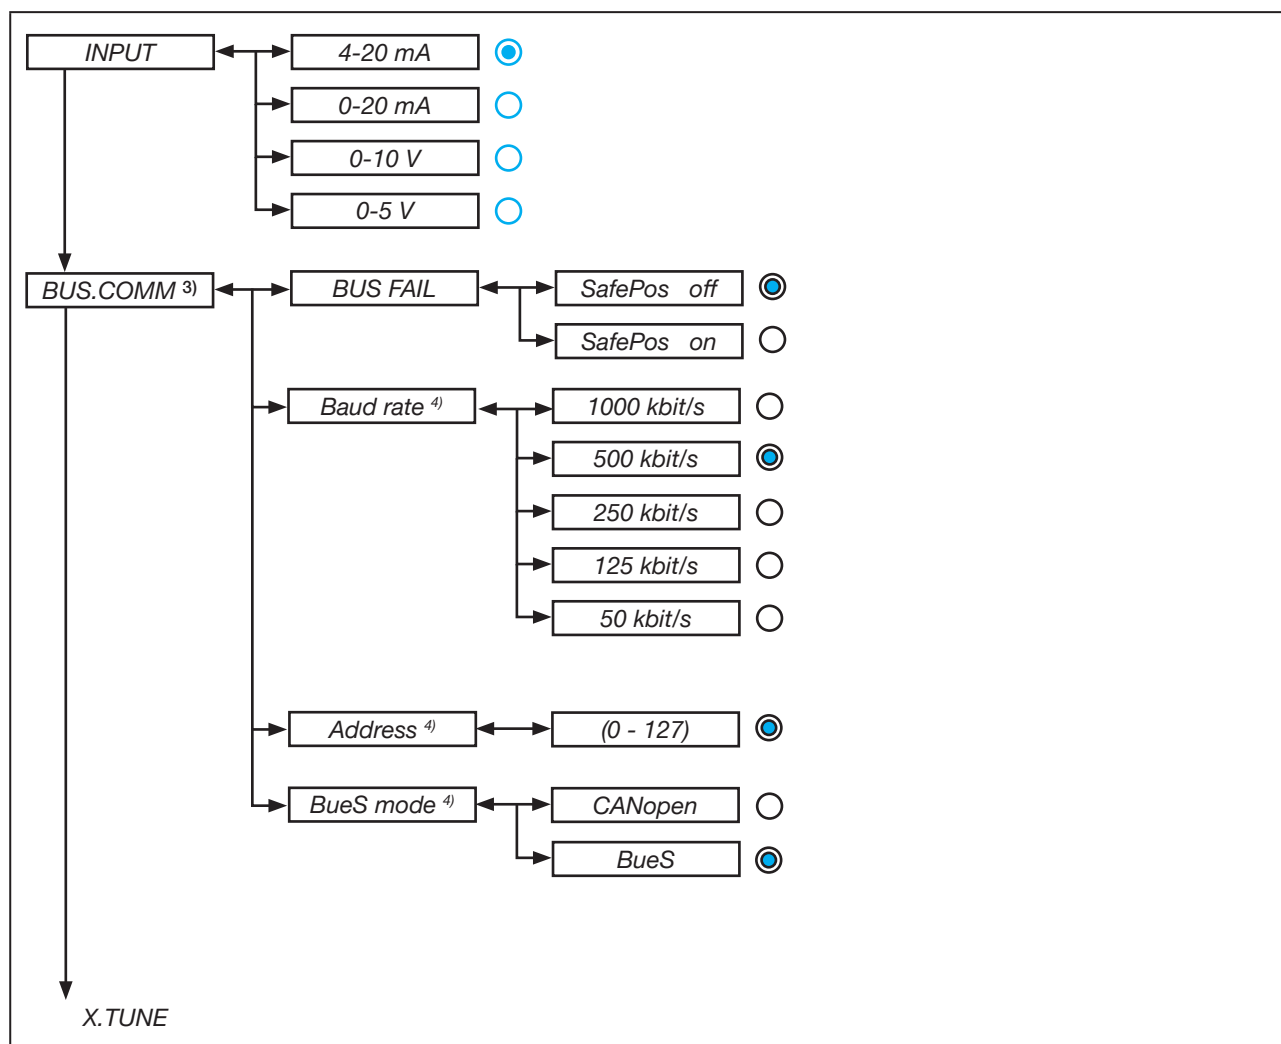 INPUT
4-20 mA
0-20 mA
0-10 V
0-5 V
BUS.COMM 3)
BUS FAIL
SafePos off
SafePos on
Baud rate 4)
1000 kbit/s
500 kbit/s
250 kbit/s
125 kbit/s
50 kbit/s
Address 4)
(0 - 127)
BueS mode 4)
CANopen
BueS
X.TUNE